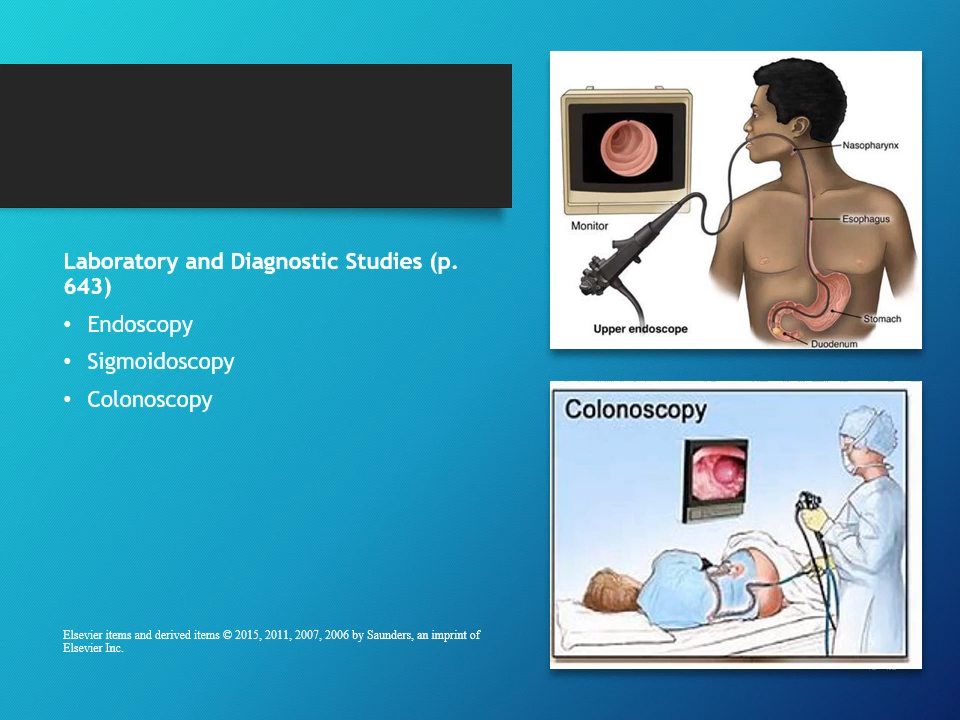 Laboratory and Diagnostic Studies (p.
643)
• Endoscopy
• Sigmoidoscopy
• Colonoscopy
Elsevier items and derived items © 2015, 2011, 2007, 2006 by Saunders, an imprint of
Elsevier Inc.
Nasopharynx
Esophagus
Monitor
Stomach
Upper endoscope
Duodenum
Colonoscopy